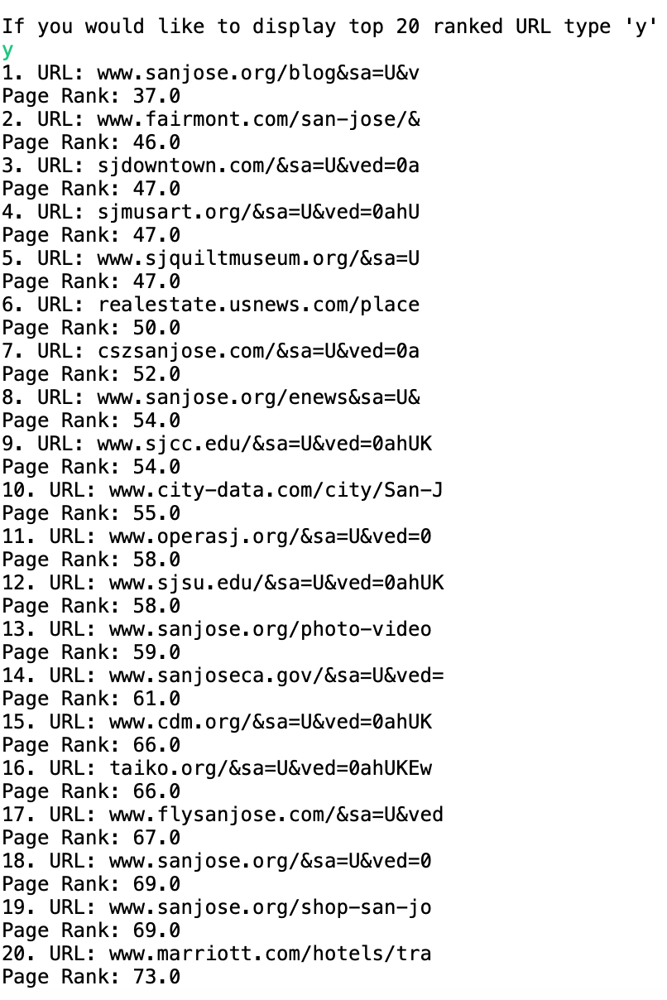 If you would like to display top 20 ranked URL type 'y'
y
1. URL: www.sanjose.org/blog&sa=U&v
Page Rank: 37.0
2. URL: www.fairmont.com/san-jose/&
Page Rank: 46.0
3. URL: sjdowntown.com/&sa=U&ved=0a
Page Rank: 47.0
4. URL: sjmusart.org/&sa=U&ved=0ahU
Page Rank: 47.0
5. URL: www.sjquiltmuseum.org/&sa=U
Page Rank: 47.0
6. URL: realestate.usnews.com/place
Page Rank: 50.0
7. URL: cszsanjose.com/&sa=U&ved=0a
Page Rank: 52.0
8. URL: www.sanjose.org/enews&sa=U&
Page Rank: 54.0
9. URL: www.sjcc.edu/&sa=U&ved=0ahUK
Page Rank: 54.0
10. URL: www.city-data.com/city/San-J
Page Rank: 55.0
11. URL: www.operasj.org/&sa=U&ved=0
Page Rank: 58.0
12. URL: www.sjsu.edu/&sa=U&ved=0ahUK
Page Rank: 58.0
13. URL: www.sanjose.org/photo-video
Page Rank: 59.0
14. URL: www.sanjoseca.gov/&sa=U&ved=
Page Rank: 61.0
15. URL: www.cdm.org/&sa=U&ved=0ahUK
Page Rank: 66.0
16. URL: taiko.org/&sa=U&ved=0ahUKEw
Page Rank: 66.0
17. URL: www.flysanjose.com/&sa=U&ved
Page Rank: 67.0
18. URL: www.sanjose.org/&sa=U&ved=0
Page Rank: 69.0
19. URL: www.sanjose.org/shop-san-jo
Page Rank: 69.0
20. URL: www.marriott.com/hotels/tra
Page Rank: 73.0